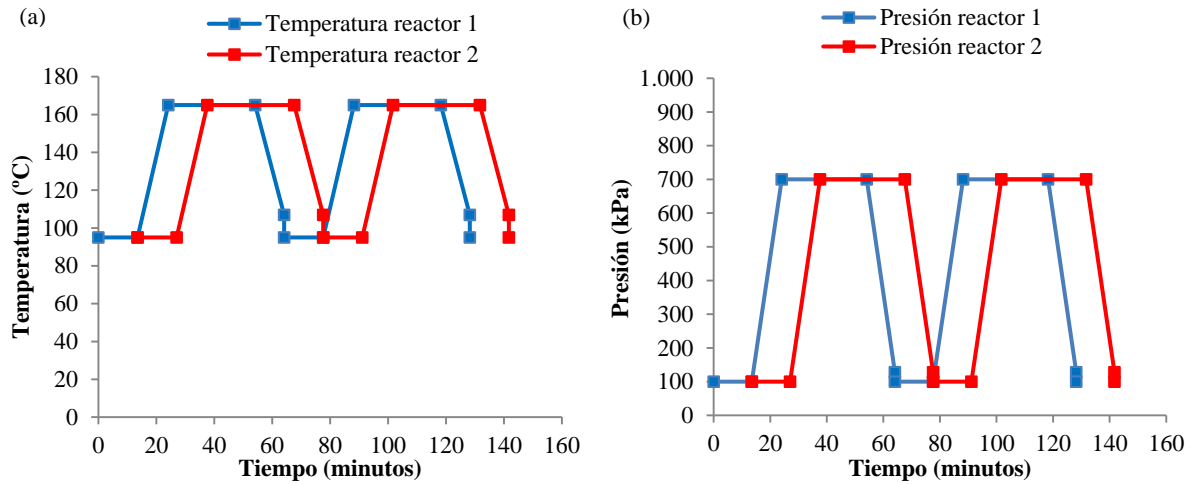 (a)
Temperatura reactor 1
Temperatura reactor 2
180
160
140
120
100
80
60
40
20
0
Temperatura (ºC)
0 20 40 60 80 100 120 140 160
Tiempo (minutos)
(b)
Presión reactor 1
Presión reactor 2
1.000
900
800
700
600
500
400
300
200
100
0
Presión (kPa)
0 20 40 60 80 100 120 140 160
Tiempo (minutos)